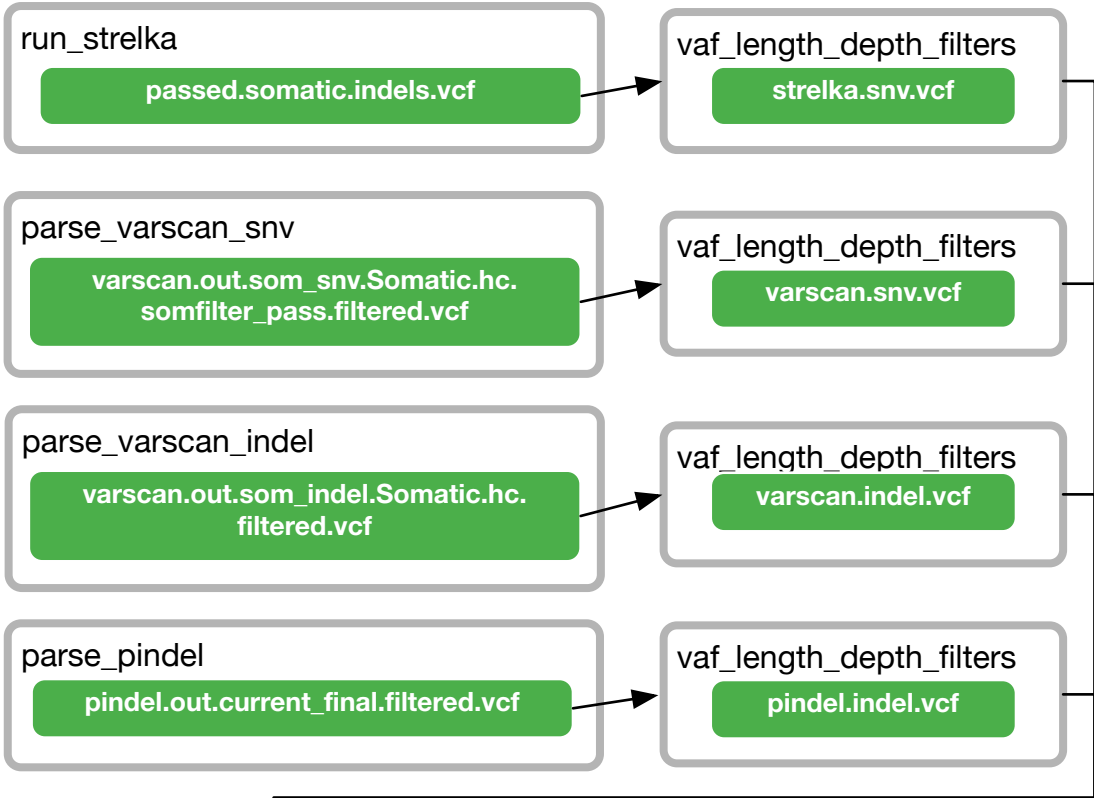 run_strelka
passed.somatic.indels.vcf
vaf_length_depth_filters
strelka.snv.vcf
parse_varscan_snv
varscan.out.som_snv.Somatic.hc.
somfilter_pass.filtered.vcf
vaf_length_depth_filters
varscan.snv.vcf
parse_varscan_indel
varscan.out.som_indel.Somatic.hc.
filtered.vcf
vaf_length_depth_filters
varscan.indel.vcf
parse_pindel
pindel.out.current_final.filtered.vcf
vaf_length_depth_filters
pindel.indel.vcf